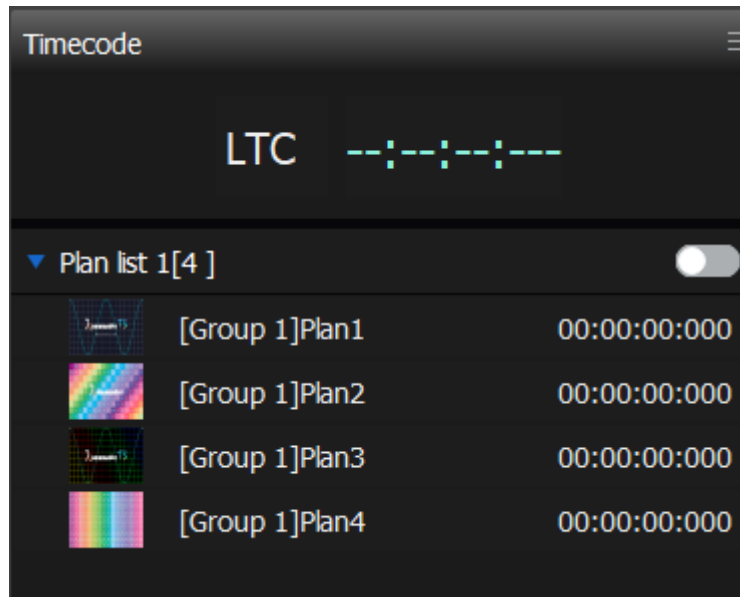 Timecode
LTC --:--:--:---
Plan list 1[4 ]
[Group 1]Plan1 00:00:00:000
[Group 1]Plan2 00:00:00:000
[Group 1]Plan3 00:00:00:000
[Group 1]Plan4 00:00:00:000